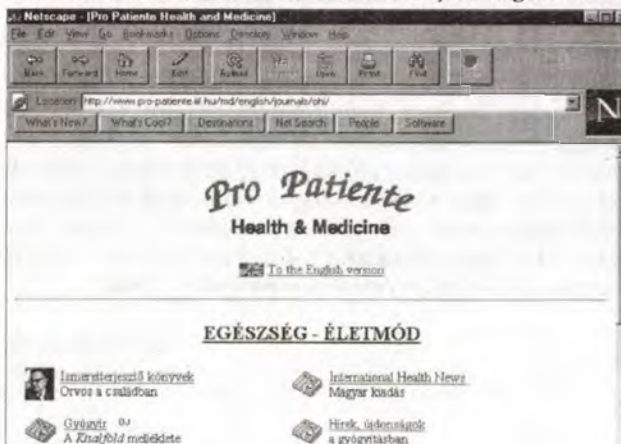 Netscape - [Pro Patiente Health and Medicine]
File Edit View Go Bookmarks Options Directory Window Help
Back Forward Home Edit Reload Open Print Find
Location: http://www.pro-patiente.iif.hu/md/english/journals/ohi/
What's New? What's Cool? Destinations Net Search People Software
N
Pro Patiente
Health & Medicine
To the English version
EGÉSZSÉG - ÉLETMÓD
Ismeretterjesztő könyvek
Orvos a családban
International Health News
Magyar kiadás
Gyógyír
A Kisalföld melléklete
Hírek, újdonságok
a gyógyításban